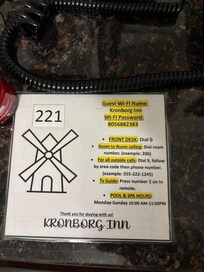 221
Guest Wi-Fi Name:
Kronborg Inn
Wi-Fi Password:
8056882383
FRONT DESK: Dial 0
Room to Room calling: Dial room
number. (example: 206)
For all outside calls: Dial 9, follow
by area code then phone number.
(example: 555-222-1245)
Tv Guide: Press number 2 on tv
remote.
POOL & SPA HOURS:
Monday-Sunday 10:00 AM-11:00PM
Thank you for staying with us!
KRONBORG INN